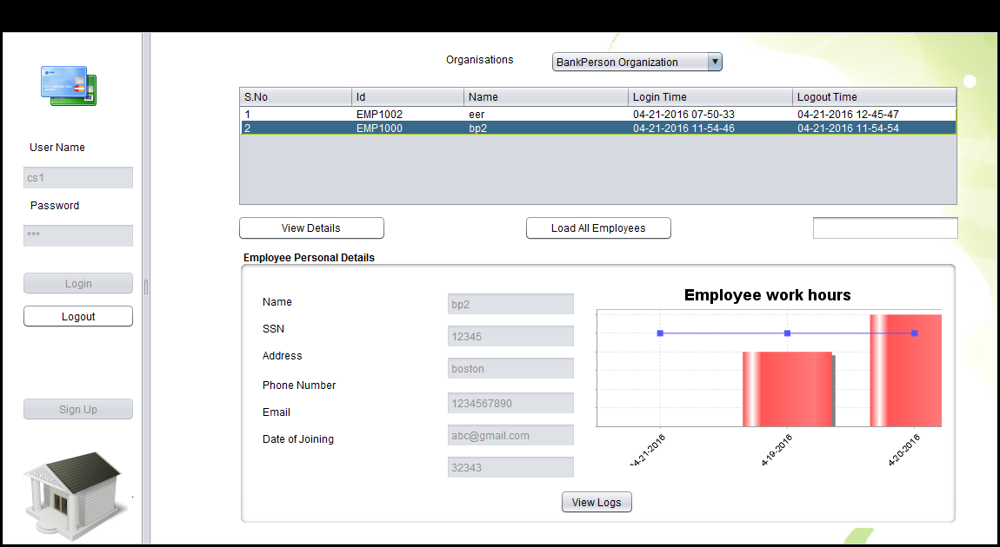 Organisations
BankPerson Organization
S.No Id Name Login Time Logout Time
1 EMP1002 eer 04-21-2016 07-50-33 04-21-2016 12-45-47
2 EMP1000 bp2 04-21-2016 11-54-46 04-21-2016 11-54-54
User Name
cs1
Password
***
Login
Logout
Sign Up
BANK
View Details Load All Employees
Employee Personal Details
Name bp2
SSN 12345
Address boston
Phone Number 1234567890
Email abc@gmail.com
Date of Joining 32343
Employee work hours
04-21-2016 4-19-2016 4-20-2016
View Logs